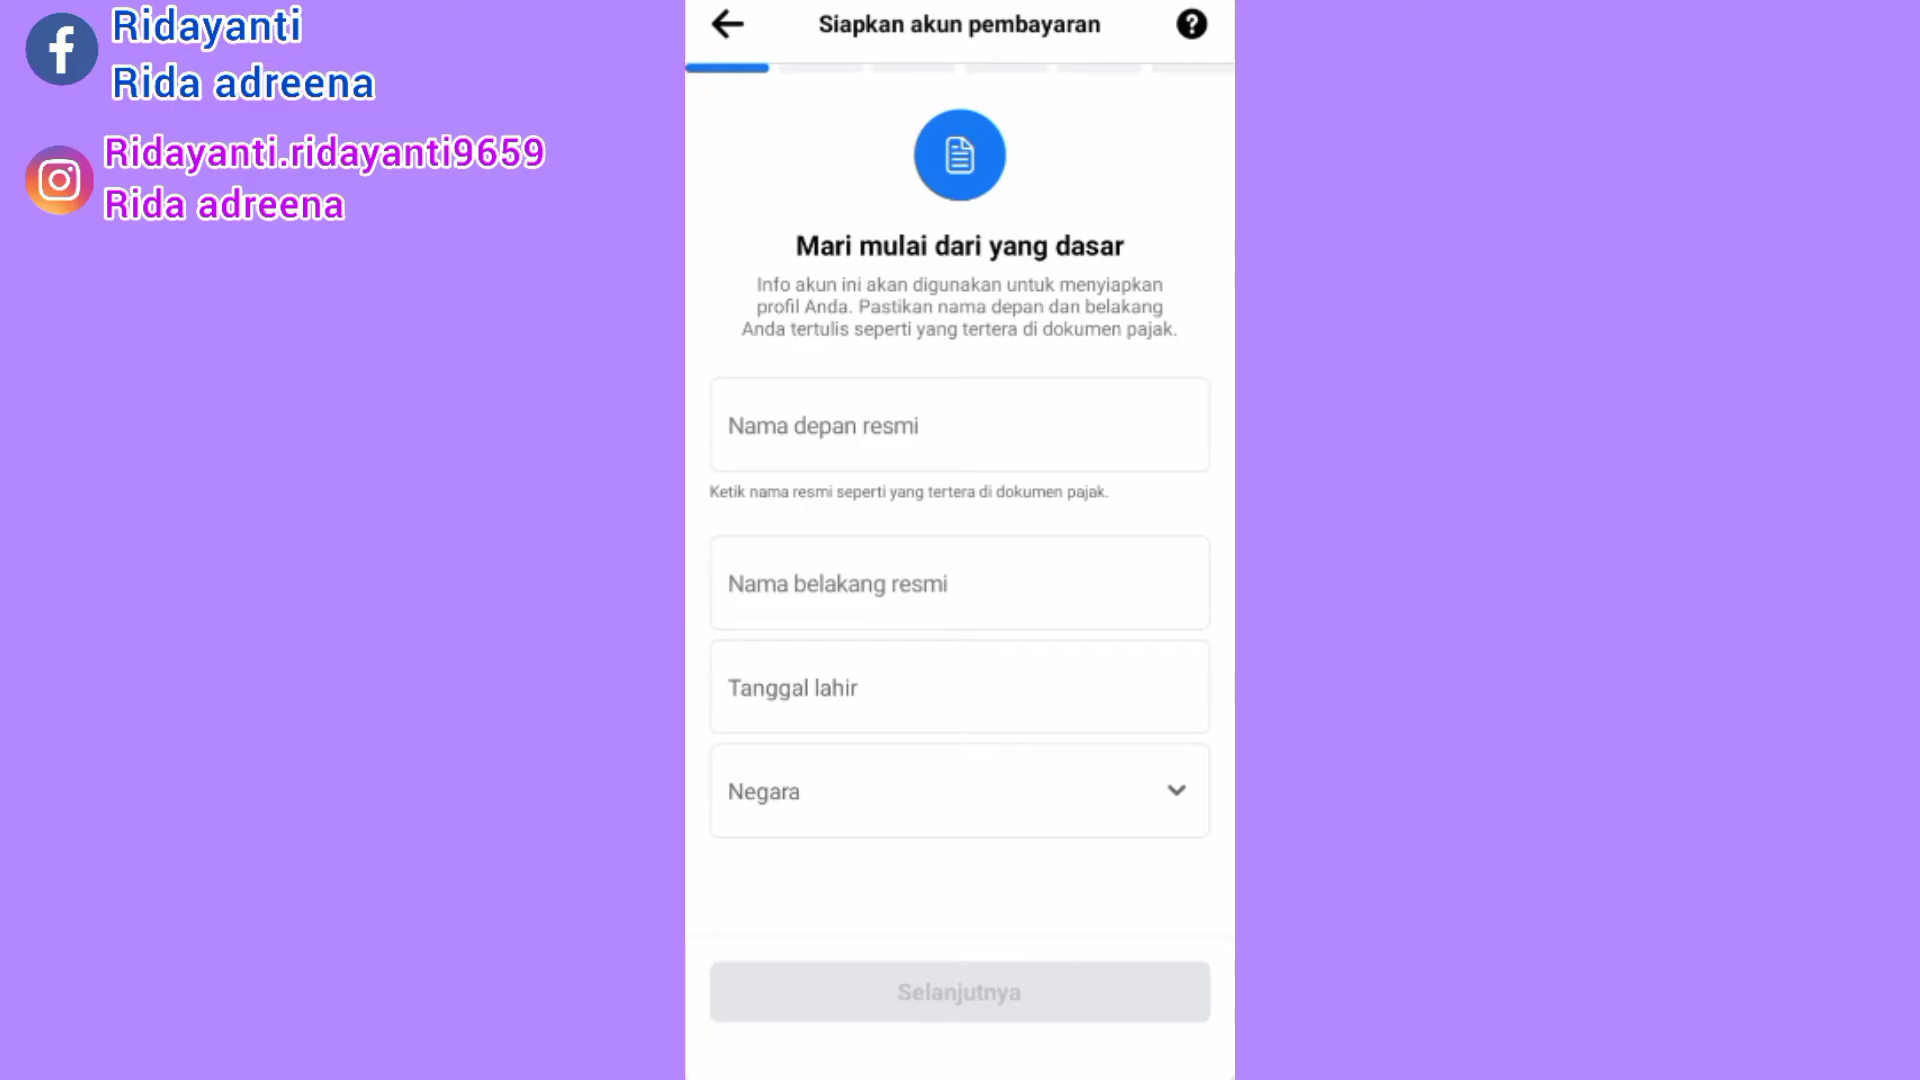 Ridayanti
Rida adreena
Ridayanti.ridayanti9659
Rida adreena
Siapkan akun pembayaran
Mari mulai dari yang dasar
Info akun ini akan digunakan untuk menyiapkan
profil Anda. Pastikan nama depan dan belakang
Anda tertulis seperti yang tertera di dokumen pajak.
Nama depan resmi
Ketik nama resmi seperti yang tertera di dokumen pajak.
Nama belakang resmi
Tanggal lahir
Negara
Selanjutnya